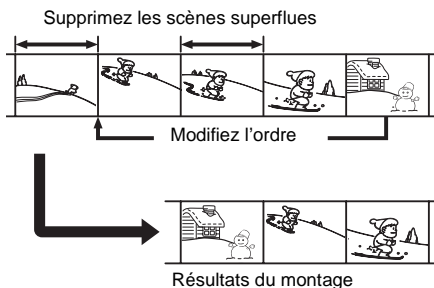 Supprimez les scènes superflues
Modifiez l'ordre
Résultats du montage